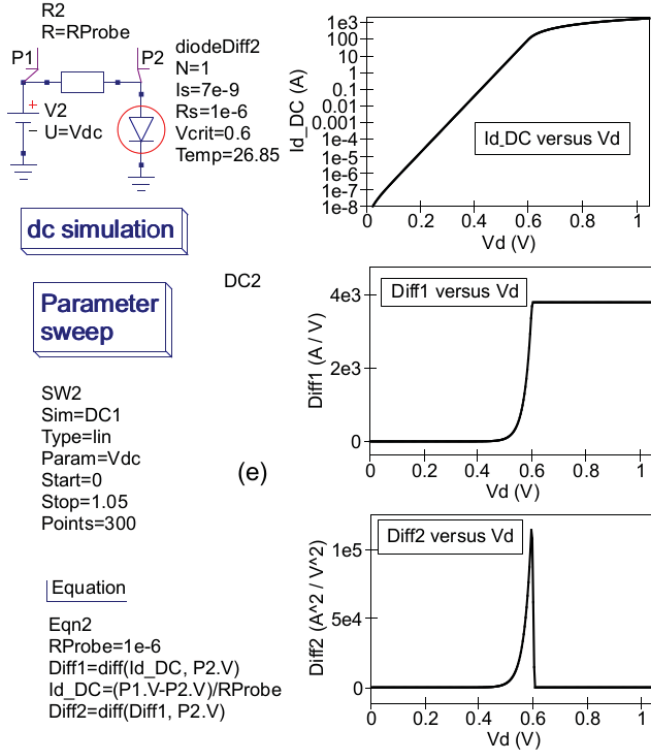 R2
R=RProbe
P1
P2
diodeDiff2
N=1
Is=7e-9
Rs=1e-6
Vcrit=0.6
Temp=26.85
+
V2
−
U=Vdc
dc simulation
DC2
Parameter
sweep
SW2
Sim=DC1
Type=lin
Param=Vdc
Start=0
Stop=1.05
Points=300
(e)
Equation
Eqn2
RProbe=1e-6
Diff1=diff(Id_DC, P2.V)
Id_DC=(P1.V-P2.V)/RProbe
Diff2=diff(Diff1, P2.V)
Id_DC (A)
1e3
100
10
1
0.1
0.01
0.001
1e-4
1e-5
1e-6
1e-7
1e-8
Id_DC versus Vd
0.2 0.4 0.6 0.8 1
Vd (V)
Diff1 (A / V)
4e3
2e3
0
Diff1 versus Vd
0 0.2 0.4 0.6 0.8 1
Vd (V)
Diff2 (A^2 / V^2)
1e5
5e4
0
Diff2 versus Vd
0 0.2 0.4 0.6 0.8 1
Vd (V)